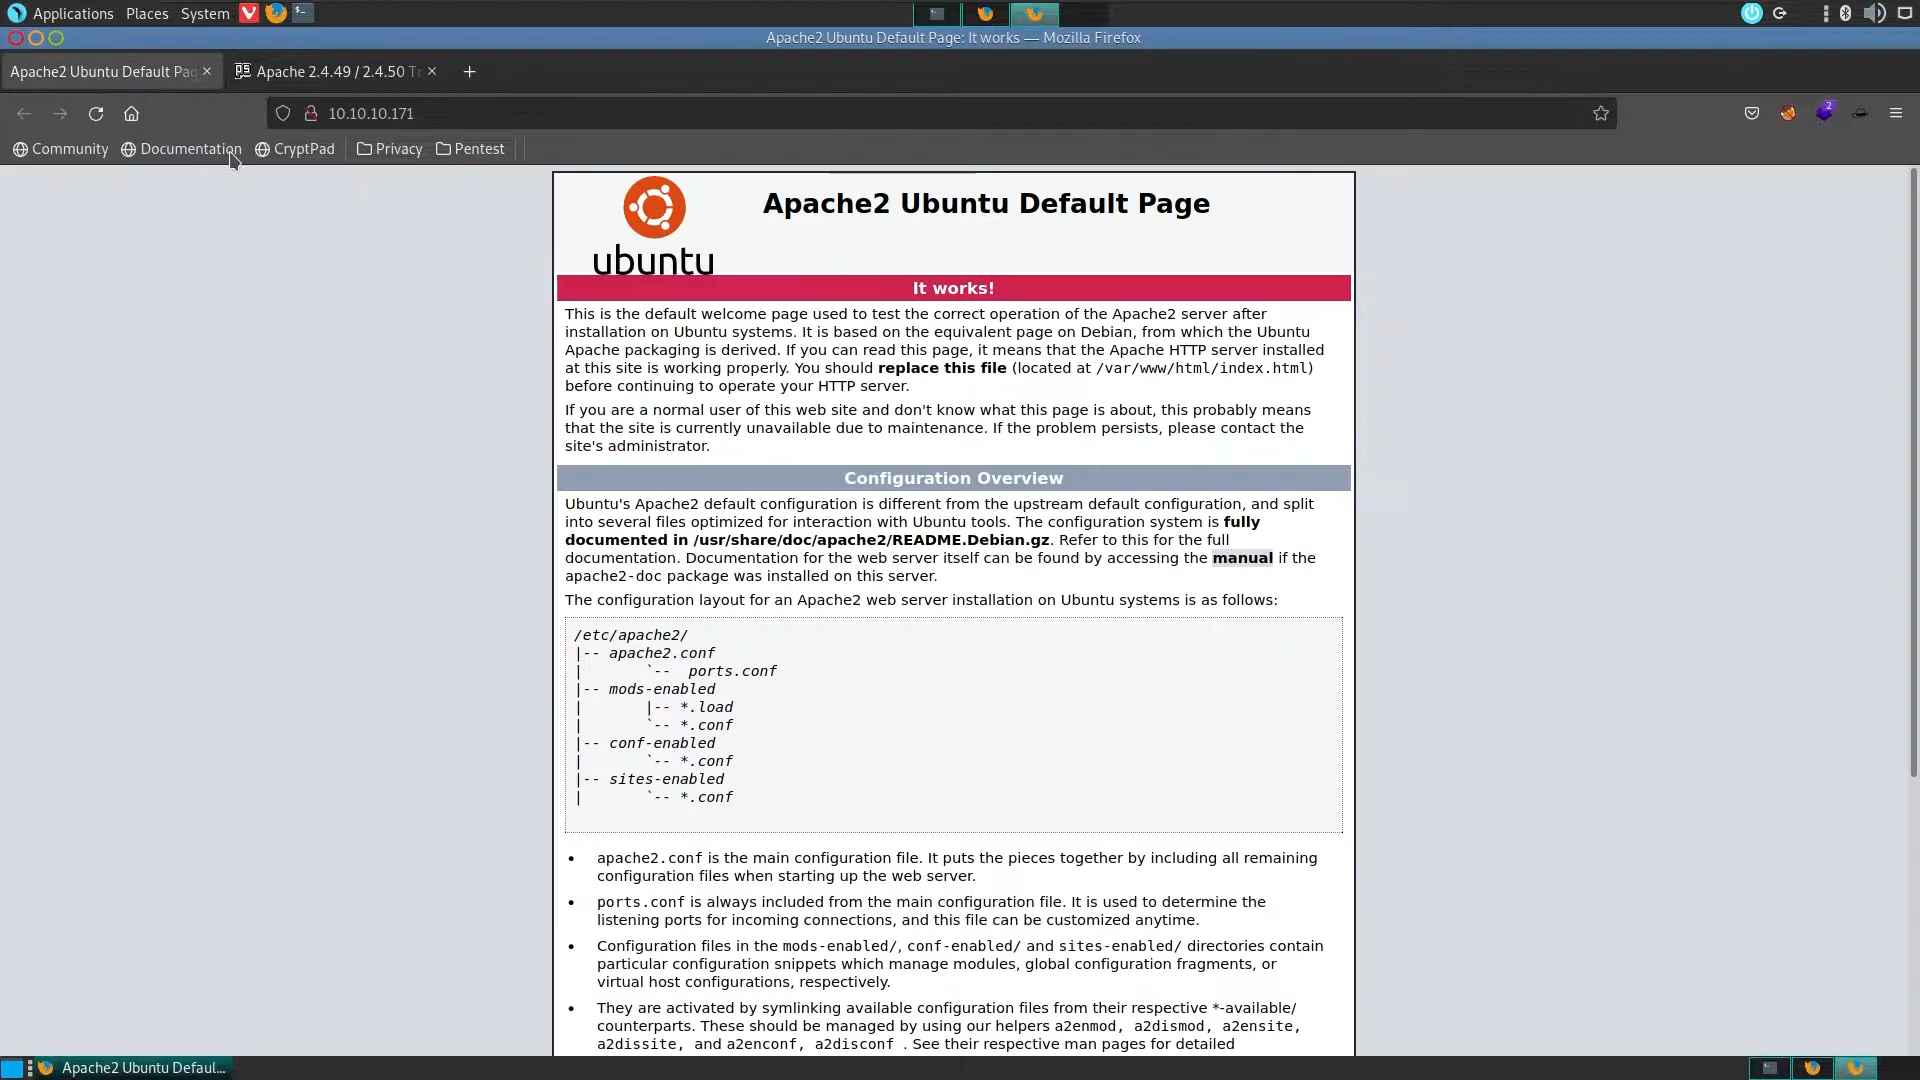 Applications Places System
Apache2 Ubuntu Default Page: It works — Mozilla Firefox
Apache2 Ubuntu Default Pag
Apache 2.4.49 / 2.4.50 Tr
10.10.10.171
2
Community Documentation CryptPad Privacy Pentest
ubuntu
Apache2 Ubuntu Default Page
It works!
This is the default welcome page used to test the correct operation of the Apache2 server after
installation on Ubuntu systems. It is based on the equivalent page on Debian, from which the Ubuntu
Apache packaging is derived. If you can read this page, it means that the Apache HTTP server installed
at this site is working properly. You should replace this file (located at /var/www/html/index.html)
before continuing to operate your HTTP server.
If you are a normal user of this web site and don't know what this page is about, this probably means
that the site is currently unavailable due to maintenance. If the problem persists, please contact the
site's administrator.
Configuration Overview
Ubuntu's Apache2 default configuration is different from the upstream default configuration, and split
into several files optimized for interaction with Ubuntu tools. The configuration system is fully
documented in /usr/share/doc/apache2/README.Debian.gz. Refer to this for the full
documentation. Documentation for the web server itself can be found by accessing the manual if the
apache2-doc package was installed on this server.
The configuration layout for an Apache2 web server installation on Ubuntu systems is as follows:
/etc/apache2/
|-- apache2.conf
|       `--  ports.conf
|-- mods-enabled
|       |-- *.load
|       `-- *.conf
|-- conf-enabled
|       `-- *.conf
|-- sites-enabled
|       `-- *.conf
• apache2.conf is the main configuration file. It puts the pieces together by including all remaining
configuration files when starting up the web server.
• ports.conf is always included from the main configuration file. It is used to determine the
listening ports for incoming connections, and this file can be customized anytime.
• Configuration files in the mods-enabled/, conf-enabled/ and sites-enabled/ directories contain
particular configuration snippets which manage modules, global configuration fragments, or
virtual host configurations, respectively.
• They are activated by symlinking available configuration files from their respective *-available/
counterparts. These should be managed by using our helpers a2enmod, a2dismod, a2ensite,
a2dissite, and a2enconf, a2disconf . See their respective man pages for detailed
Apache2 Ubuntu Defaul...